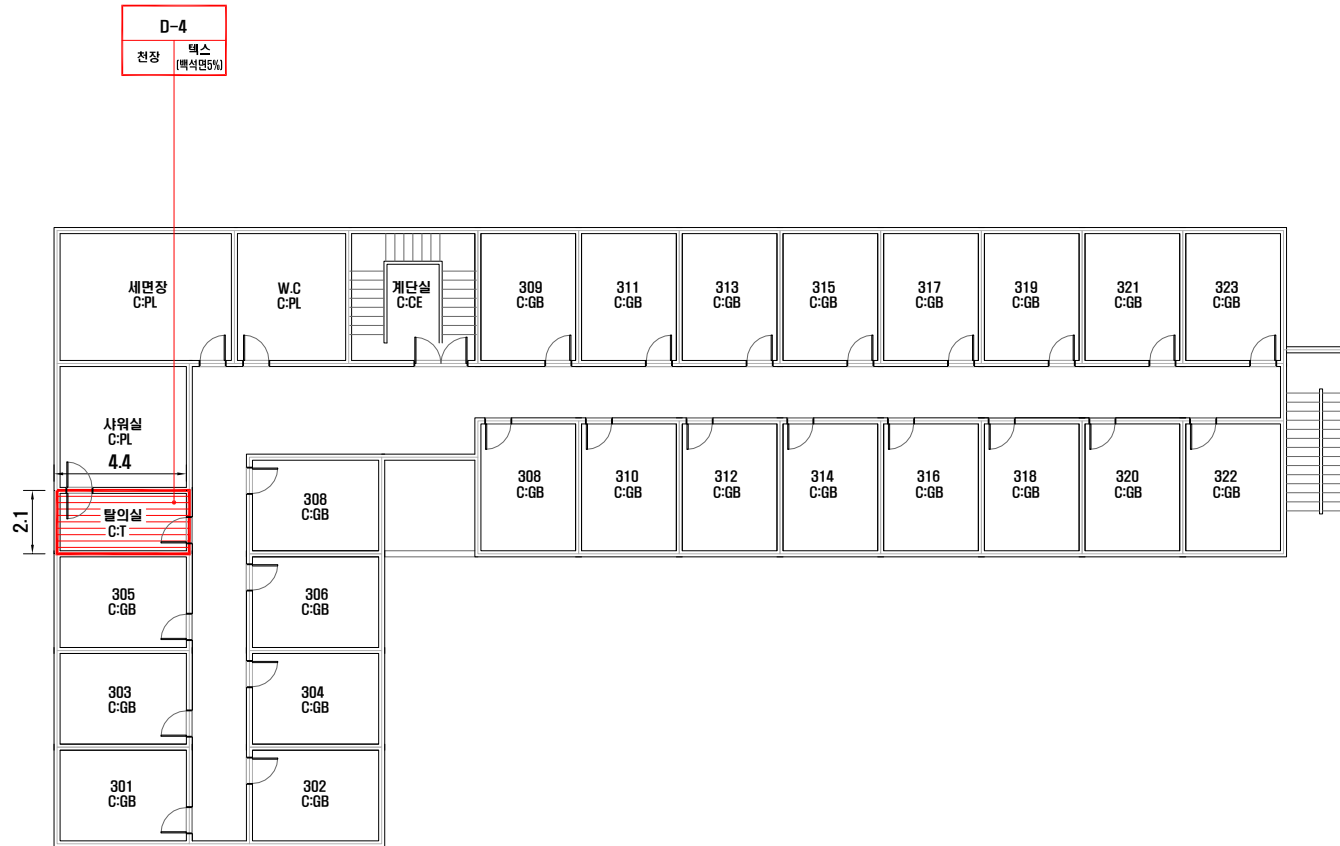 D-4
천장
텍스
(백석면5%)
세면장
C:PL
W.C
C:PL
계단실
C:CE
309
C:GB
311
C:GB
313
C:GB
315
C:GB
317
C:GB
319
C:GB
321
C:GB
323
C:GB
샤워실
C:PL
4.4
2.1
탈의실
C:T
308
C:GB
308
C:GB
310
C:GB
312
C:GB
314
C:GB
316
C:GB
318
C:GB
320
C:GB
322
C:GB
305
C:GB
306
C:GB
303
C:GB
304
C:GB
301
C:GB
302
C:GB